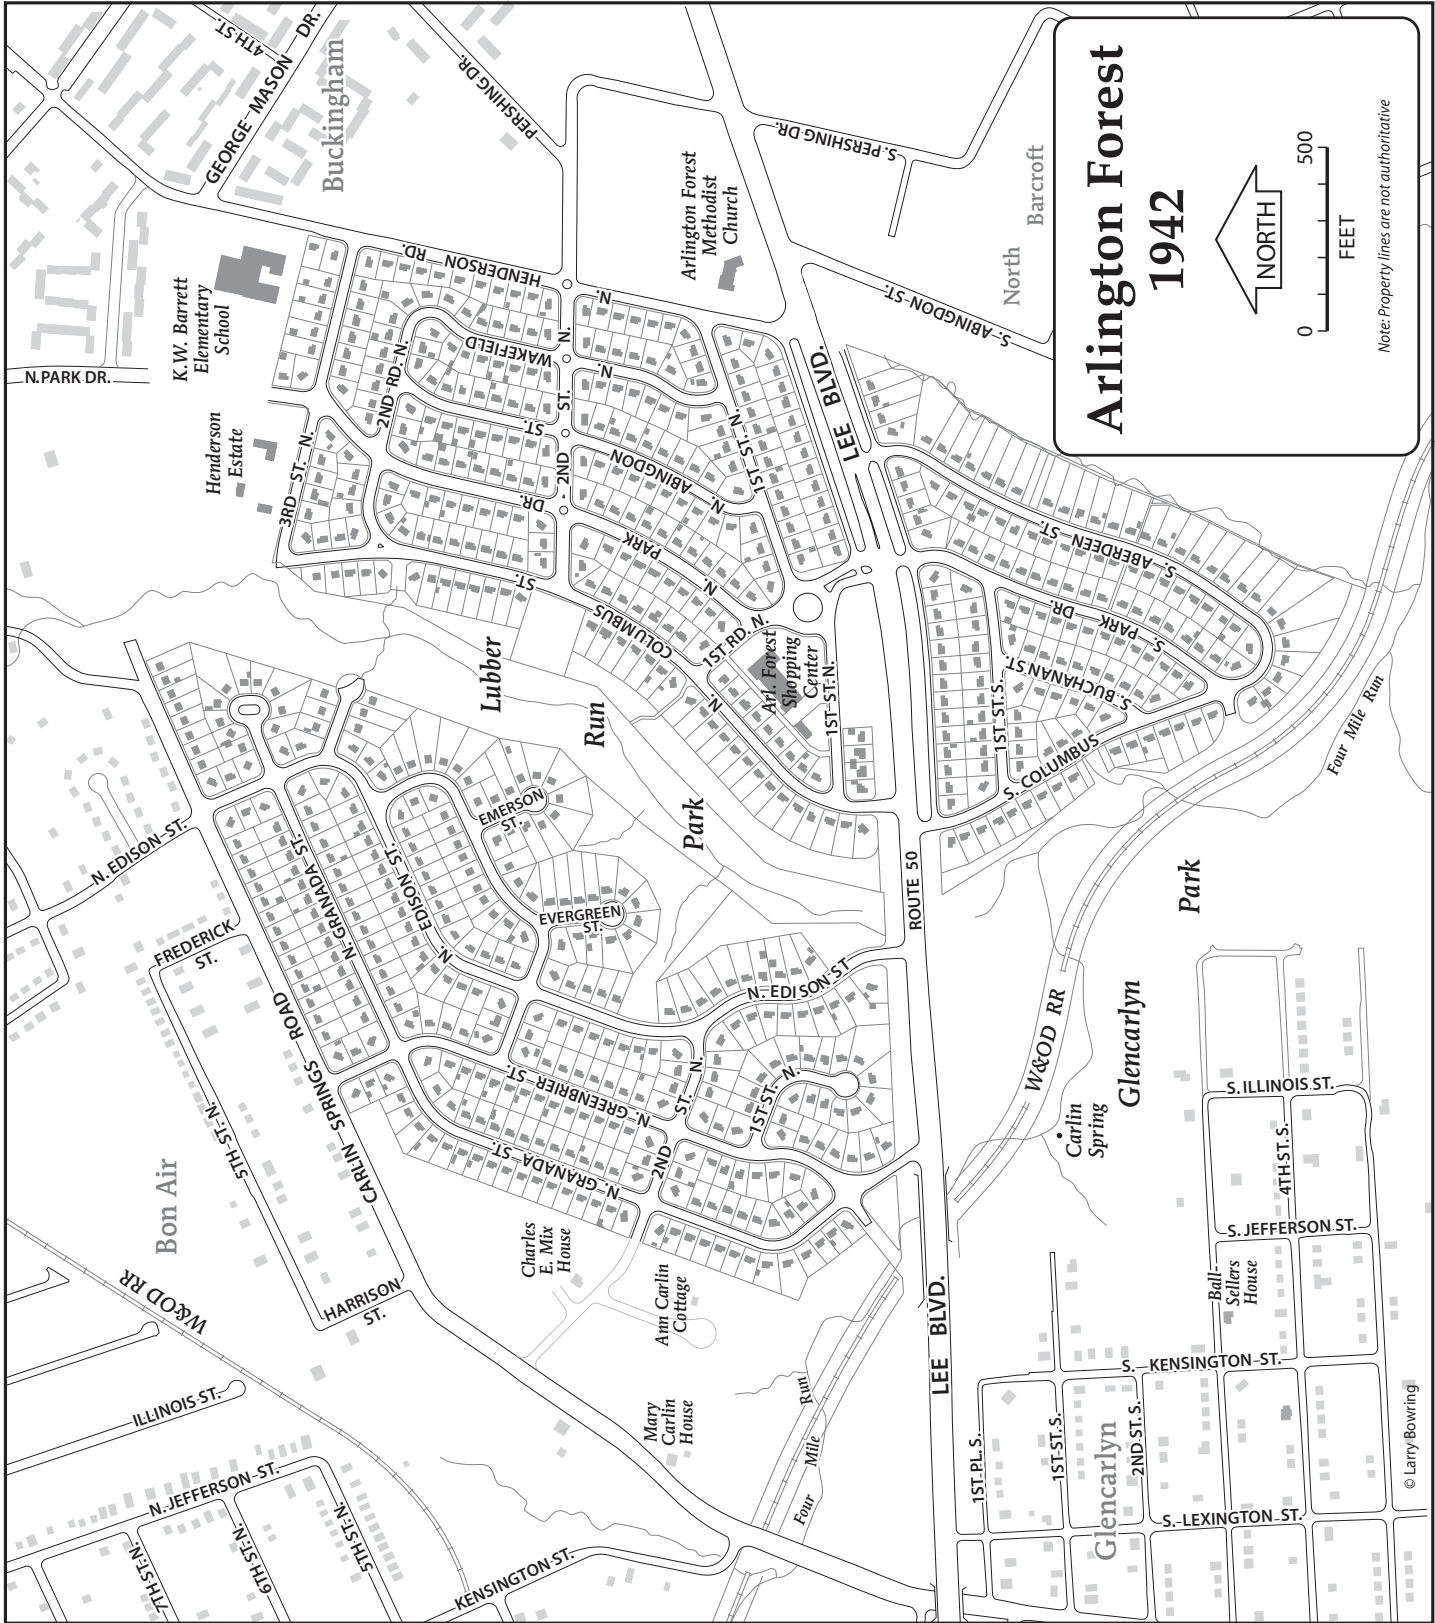 Arlington Forest
1942
NORTH
0
500
FEET
Note: Property lines are not authoritative
4TH ST.
GEORGE MASON DR.
Buckingham
PERSHING DR.
S. PERSHING DR.
North
Barcroft
S. ABINGDON ST.
Arlington Forest
Methodist
Church
K.W. Barrett
Elementary
School
N. PARK DR.
Henderson
Estate
3RD ST. N.
2ND RD. N.
N. HENDERSON RD.
N. WAKEFIELD ST.
2ND ST. N.
N. ABINGDON
1ST ST. N.
N. PARK DR.
N. COLUMBUS ST.
1ST RD. N.
Arl. Forest
Shopping
Center
1ST ST. N.
LEE BLVD.
S. ABERDEEN ST.
S. PARK DR.
S. BUCHANAN ST.
1ST ST. S.
S. COLUMBUS
Four Mile Run
Lubber
Run
Park
ROUTE 50
EMERSON
ST.
EVERGREEN
ST.
N. EDISON ST.
N. GRANADA ST.
N. EDISON ST.
N. EDISON ST
FREDERICK
ST.
CARLIN SPRINGS ROAD
5TH ST. N.
Bon Air
HARRISON
ST.
W&OD RR
N. GREENBRIER ST.
N. GRANADA ST.
2ND ST. N.
1ST ST. N.
Charles
E. Mix
House
Ann Carlin
Cottage
Mary
Carlin
House
Four Mile Run
LEE BLVD.
W&OD RR
Glencarlyn
Park
Carlin
Spring
S. ILLINOIS ST.
4TH ST. S.
S. JEFFERSON ST.
Ball-
Sellers
House
S. KENSINGTON ST.
1ST PL. S.
1ST ST. S.
2ND ST. S.
Glencarlyn
S. LEXINGTON ST.
ILLINOIS ST.
N. JEFFERSON ST.
7TH ST. N.
6TH ST. N.
5TH ST. N.
KENSINGTON ST.
© Larry Bowring